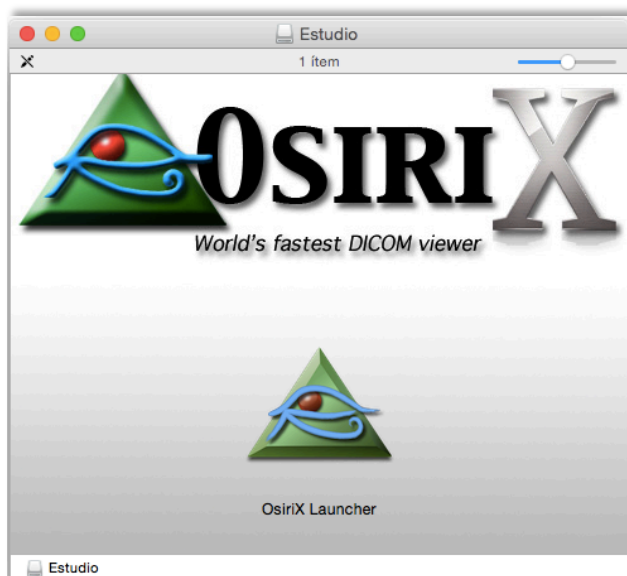 Estudio
1 ítem
OSIRIX
World's fastest DICOM viewer
OsiriX Launcher
Estudio